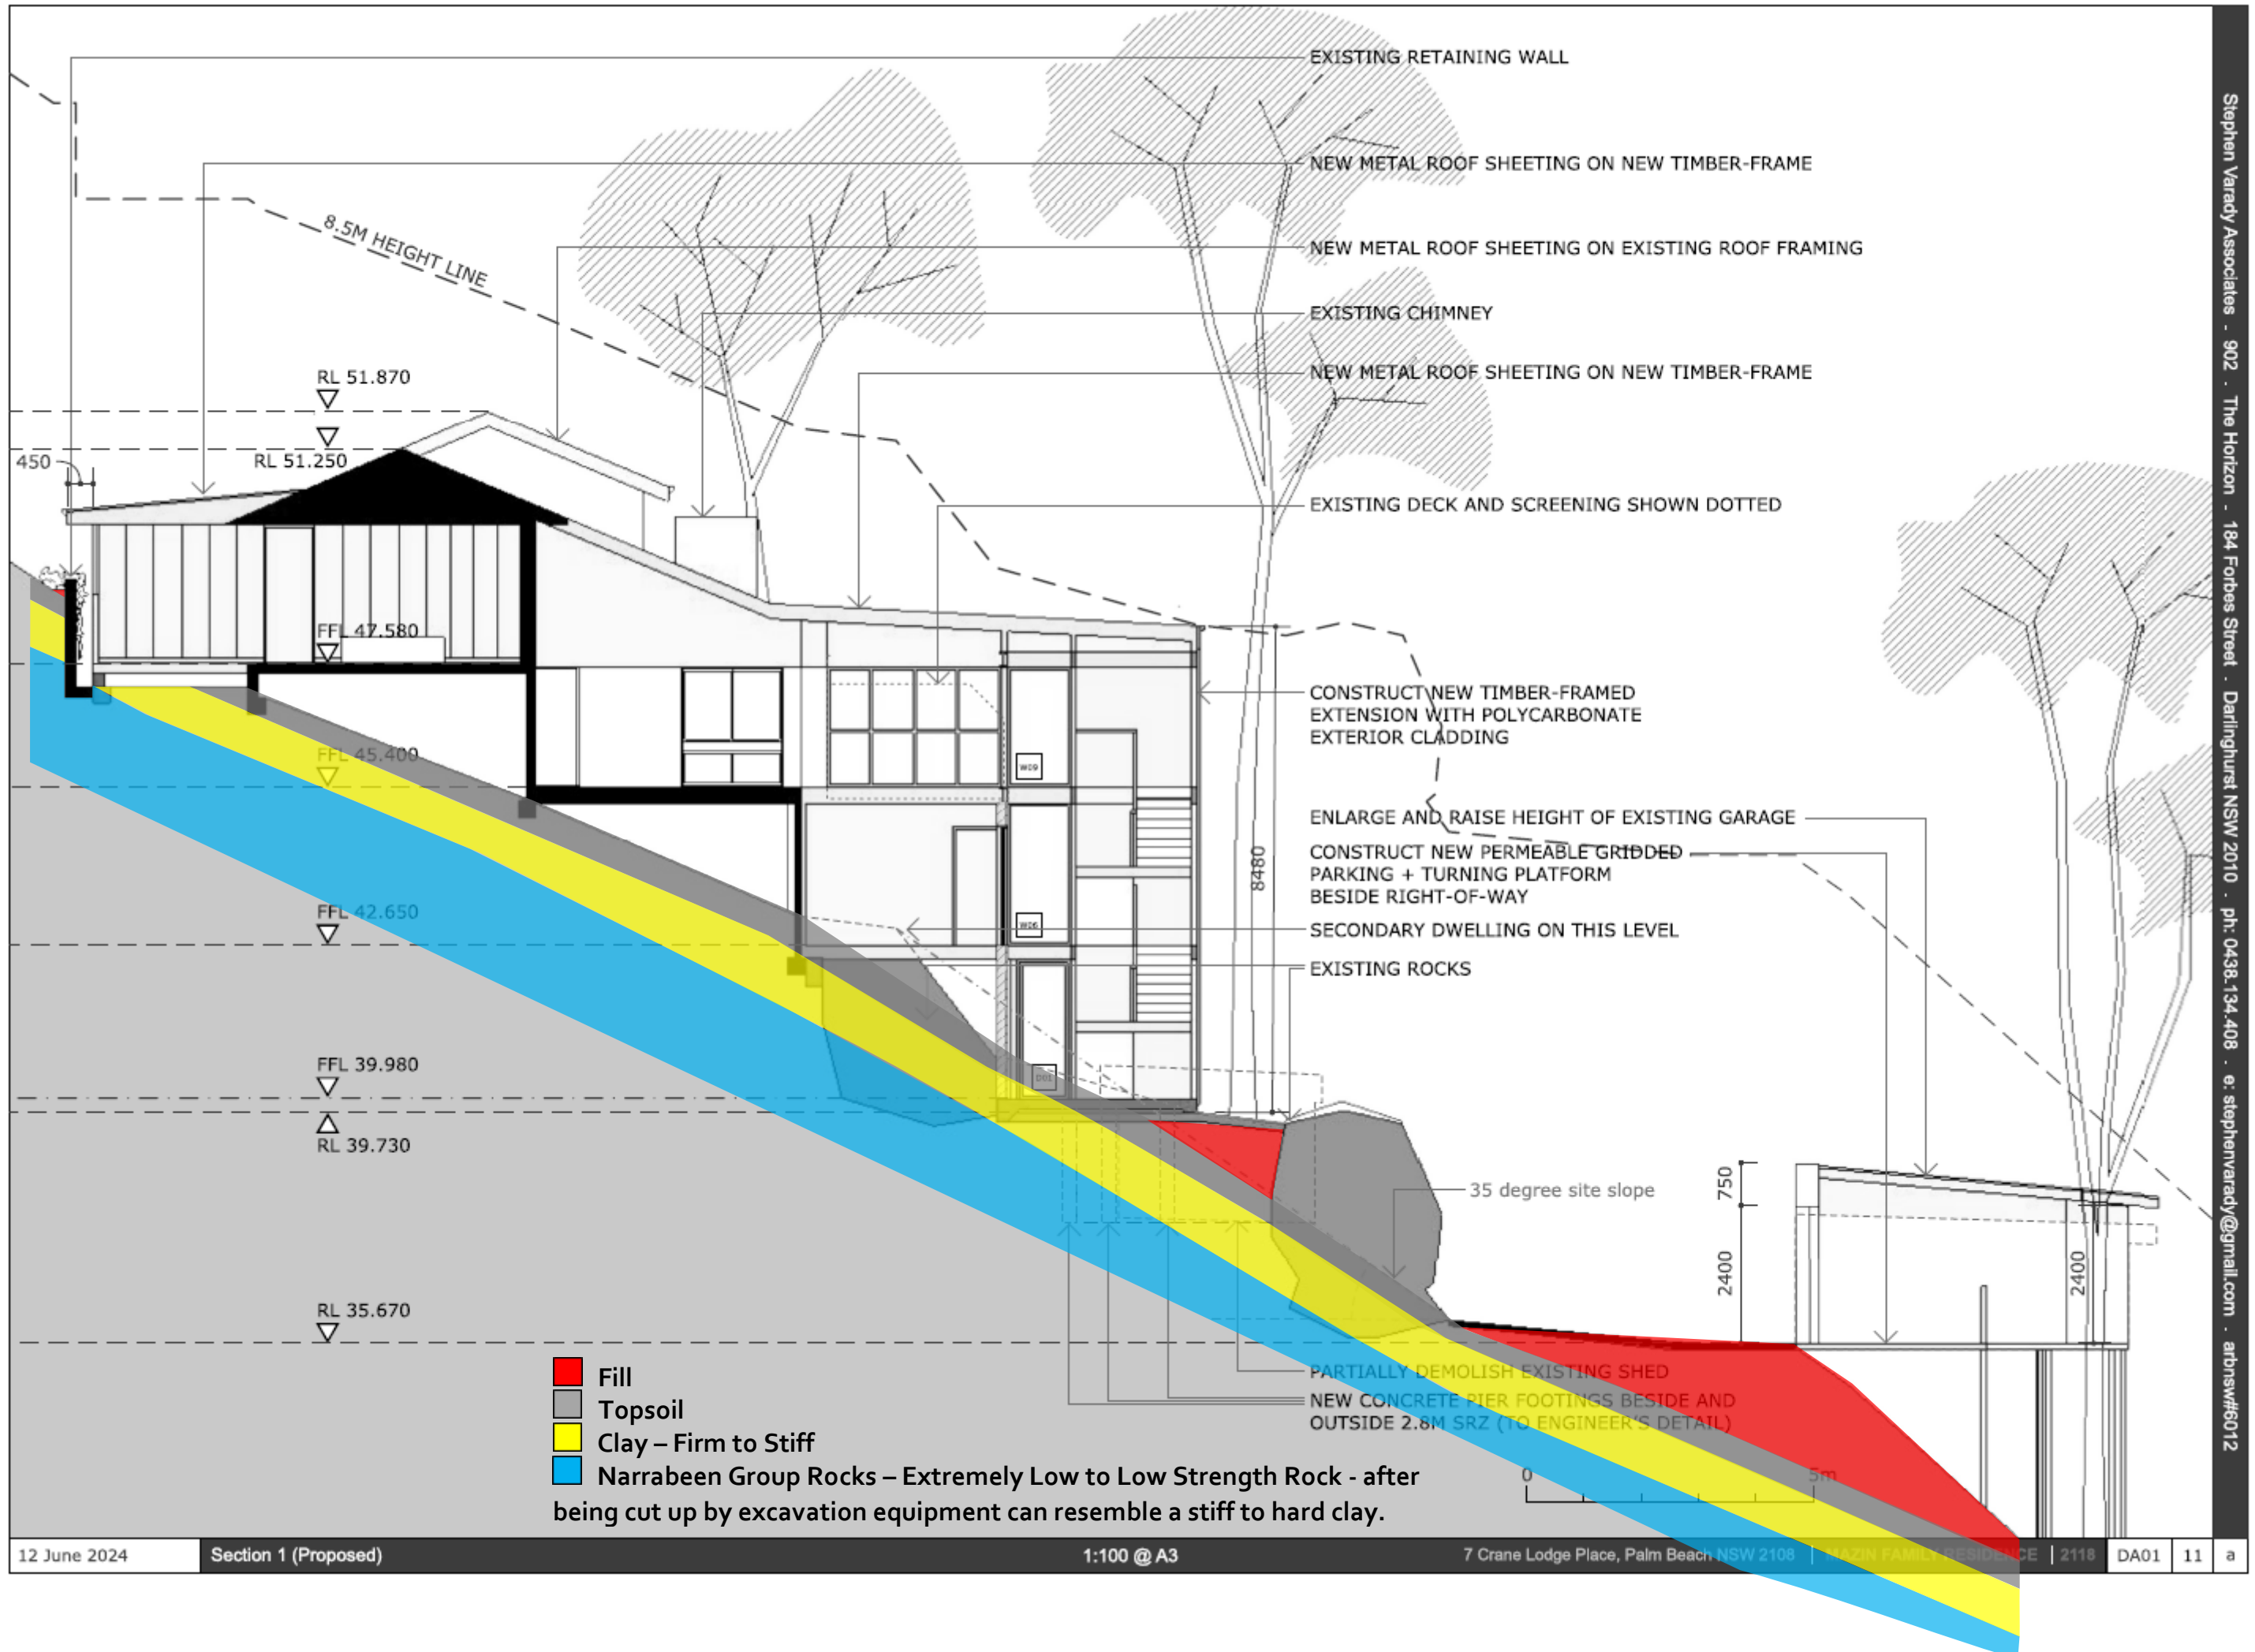 EXISTING RETAINING WALL
NEW METAL ROOF SHEETING ON NEW TIMBER-FRAME
8.5M HEIGHT LINE
NEW METAL ROOF SHEETING ON EXISTING ROOF FRAMING
EXISTING CHIMNEY
NEW METAL ROOF SHEETING ON NEW TIMBER-FRAME
RL 51.870
RL 51.250
450
EXISTING DECK AND SCREENING SHOWN DOTTED
FFL 47.580
CONSTRUCT NEW TIMBER-FRAMED
EXTENSION WITH POLYCARBONATE
EXTERIOR CLADDING
FFL 45.400
W09
ENLARGE AND RAISE HEIGHT OF EXISTING GARAGE
CONSTRUCT NEW PERMEABLE GRIDDED
PARKING + TURNING PLATFORM
BESIDE RIGHT-OF-WAY
8480
FFL 42.650
W06
SECONDARY DWELLING ON THIS LEVEL
EXISTING ROCKS
FFL 39.980
D01
RL 39.730
35 degree site slope
750
2400
2400
RL 35.670
PARTIALLY DEMOLISH EXISTING SHED
NEW CONCRETE PIER FOOTINGS BESIDE AND
OUTSIDE 2.8M SRZ (TO ENGINEER'S DETAIL)
Fill
Topsoil
Clay – Firm to Stiff
Narrabeen Group Rocks – Extremely Low to Low Strength Rock - after
being cut up by excavation equipment can resemble a stiff to hard clay.
0 5m
12 June 2024
Section 1 (Proposed)
1:100 @ A3
7 Crane Lodge Place, Palm Beach NSW 2108 | MAZIN FAMILY RESIDENCE | 2118
DA01
11
a
Stephen Varady Associates - 902 . The Horizon - 184 Forbes Street . Darlinghurst NSW 2010 . ph: 0438.134.408 . e: stephenvarady@gmail.com . arbnsw#6012